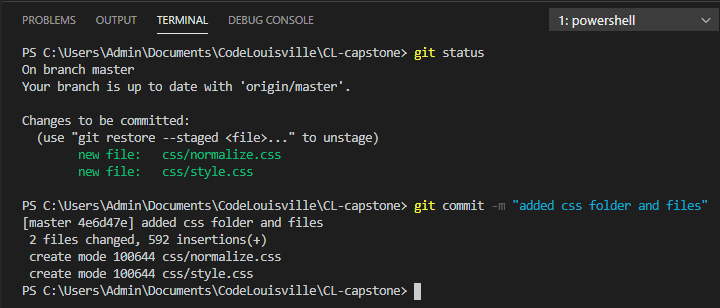 PROBLEMS OUTPUT TERMINAL DEBUG CONSOLE 1: powershell
PS C:\Users\Admin\Documents\CodeLouisville\CL-capstone> git status
On branch master
Your branch is up to date with 'origin/master'.
Changes to be committed:
  (use "git restore --staged <file>..." to unstage)
        new file:   css/normalize.css
        new file:   css/style.css
PS C:\Users\Admin\Documents\CodeLouisville\CL-capstone> git commit -m "added css folder and files"
[master 4e6d47e] added css folder and files
 2 files changed, 592 insertions(+)
 create mode 100644 css/normalize.css
 create mode 100644 css/style.css
PS C:\Users\Admin\Documents\CodeLouisville\CL-capstone>